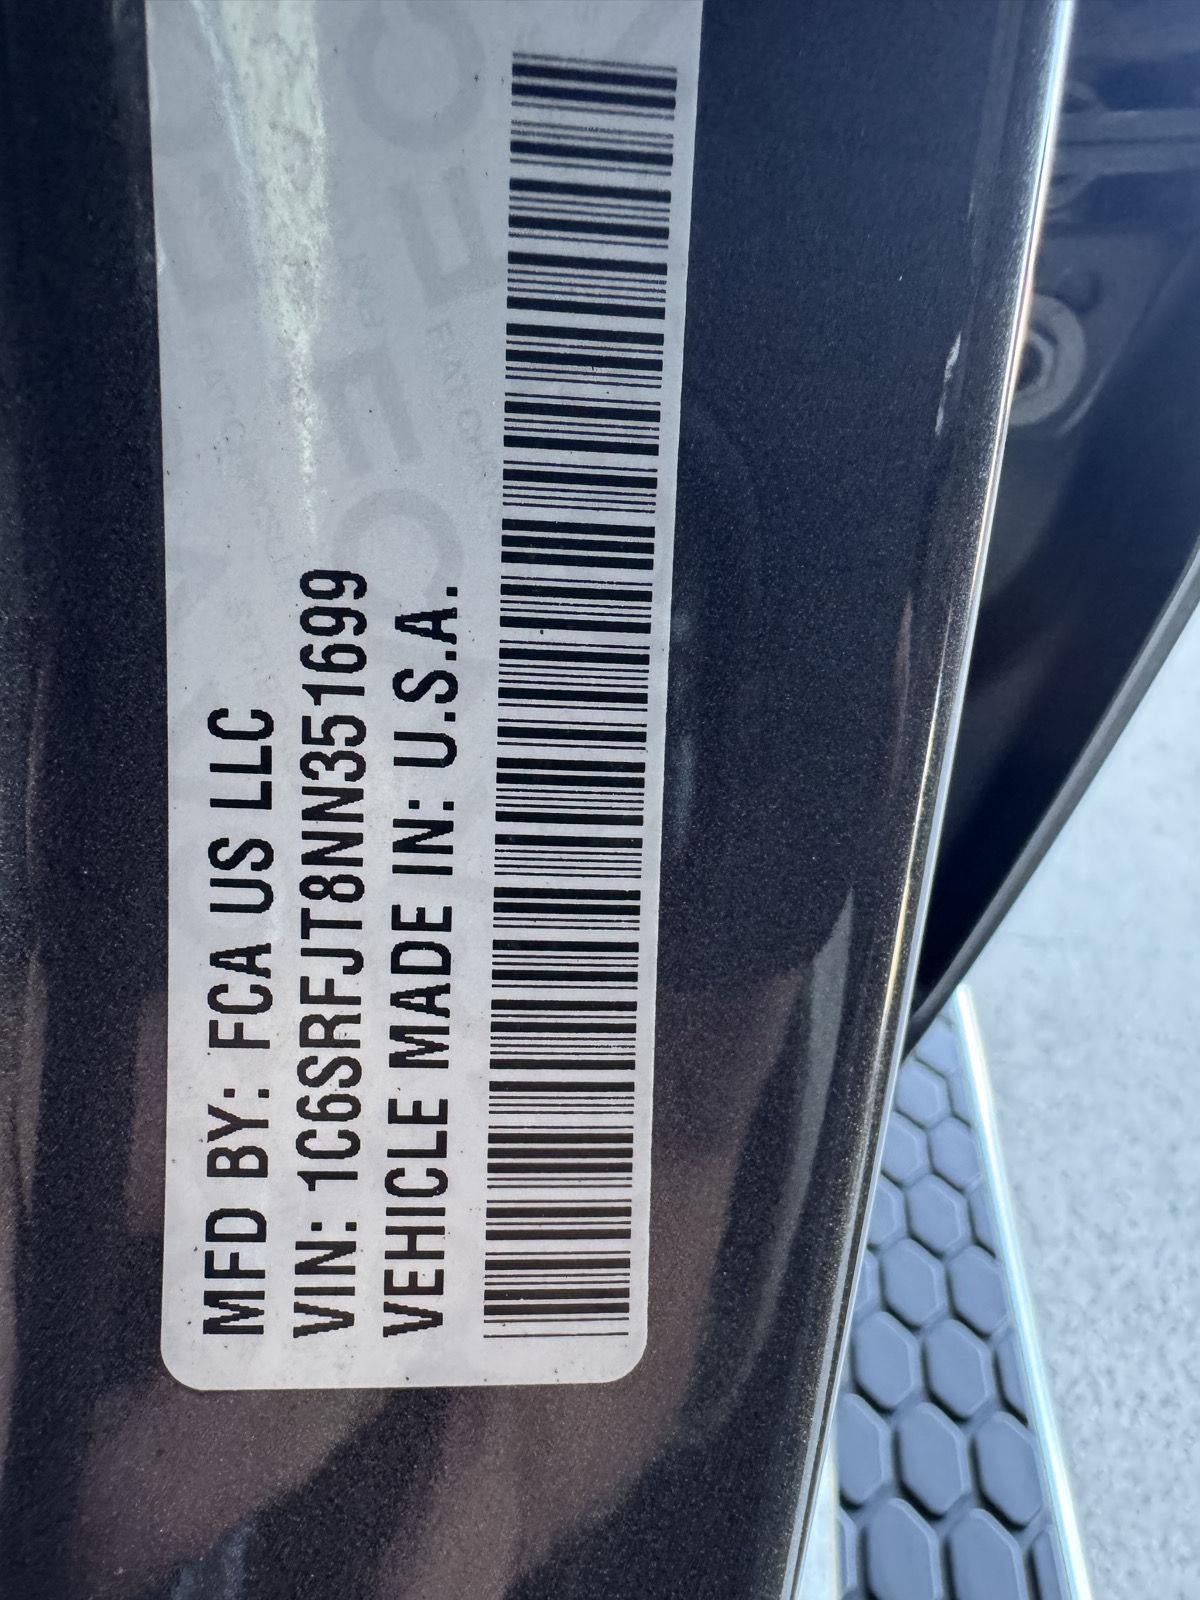 MFD BY: FCA US LLC
VIN: 1C6SRFJT8NN351699
VEHICLE MADE IN: U.S.A.